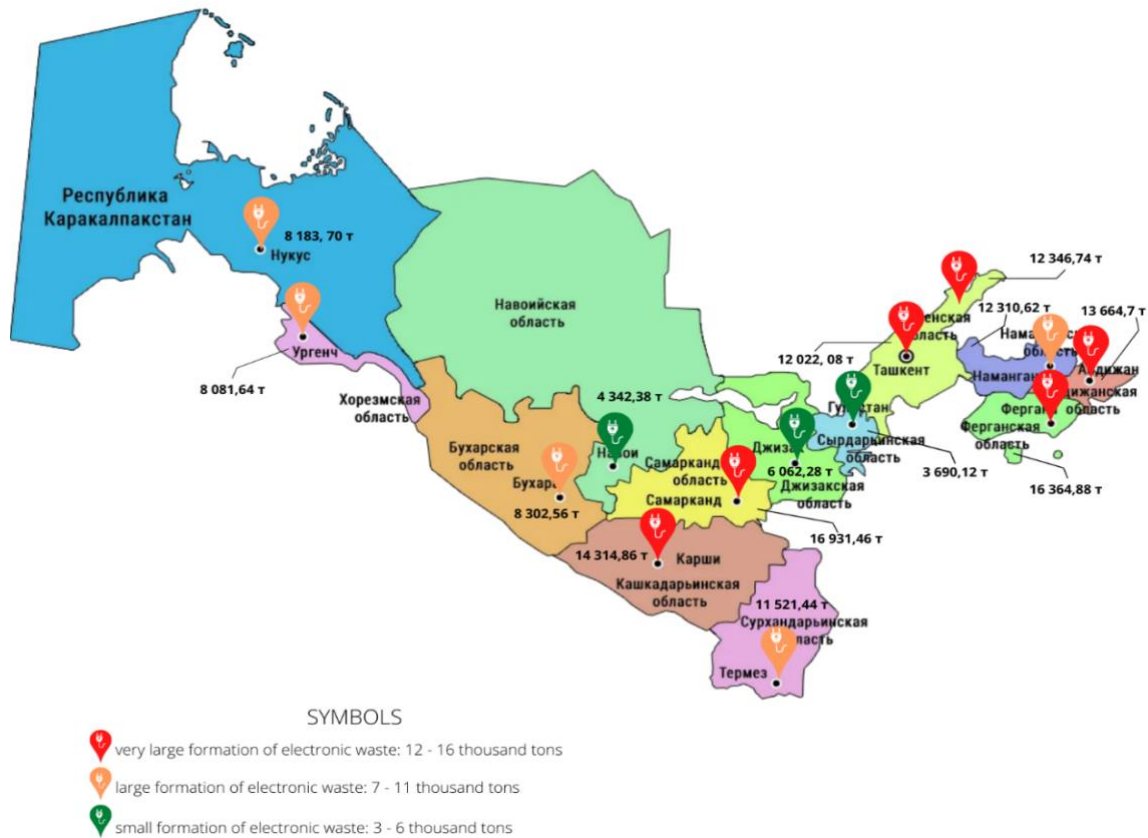 Республика
Каракалпакстан
8 183, 70 т
Нукус
Ургенч
8 081,64 т
Хорезмская
область
Навоийская
область
4 342,38 т
Бухарская
область
8 302,56 т
Самарканд
область
Самарканд
16 931,46 т
6 062,28 т
Джизакская
область
14 314,86 т
Карши
Кашкадарьинская
область
11 521,44 т
Сурхандарьинская
Термез
12 346,74 т
12 022, 08 т
Ташкент
12 310,62 т
13 664,7 т
область
Наманган
Ферганская
область
16 364,88 т
Сырдарьинская
область
3 690,12 т
SYMBOLS
very large formation of electronic waste: 12 - 16 thousand tons
large formation of electronic waste: 7 - 11 thousand tons
small formation of electronic waste: 3 - 6 thousand tons